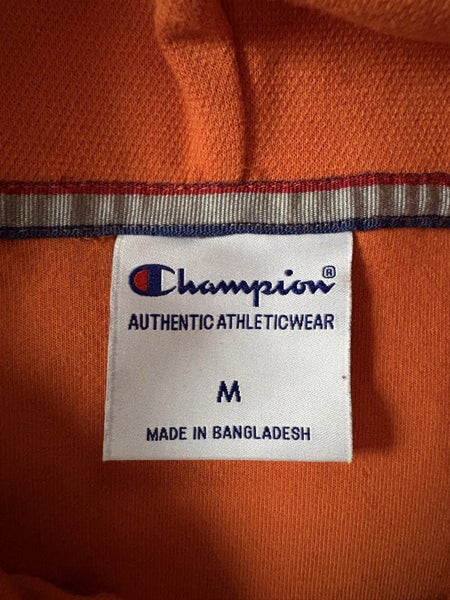 Champion®
AUTHENTIC ATHLETICWEAR
M
MADE IN BANGLADESH